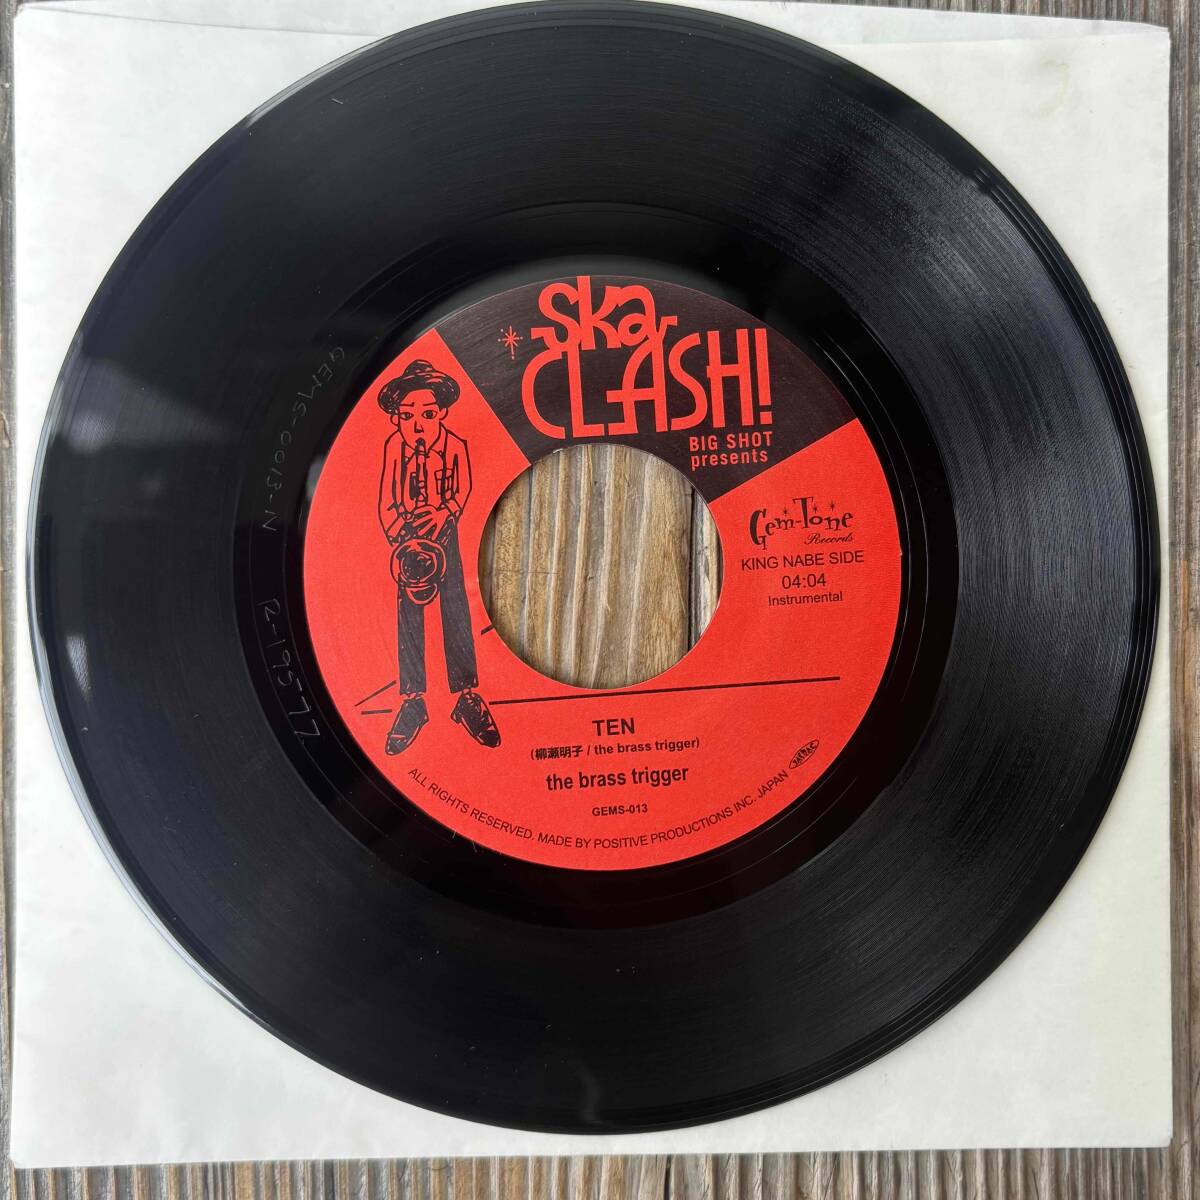 Ska
CLASH!
BIG SHOT
presents
Gem-Tone
Records
KING NABE SIDE
04:04
Instrumental
TEN
(柳瀬明子 / the brass trigger)
the brass trigger
GEMS-013
ALL RIGHTS RESERVED. MADE BY POSITIVE PRODUCTIONS INC. JAPAN
JASRAC
GEMS-0013-N